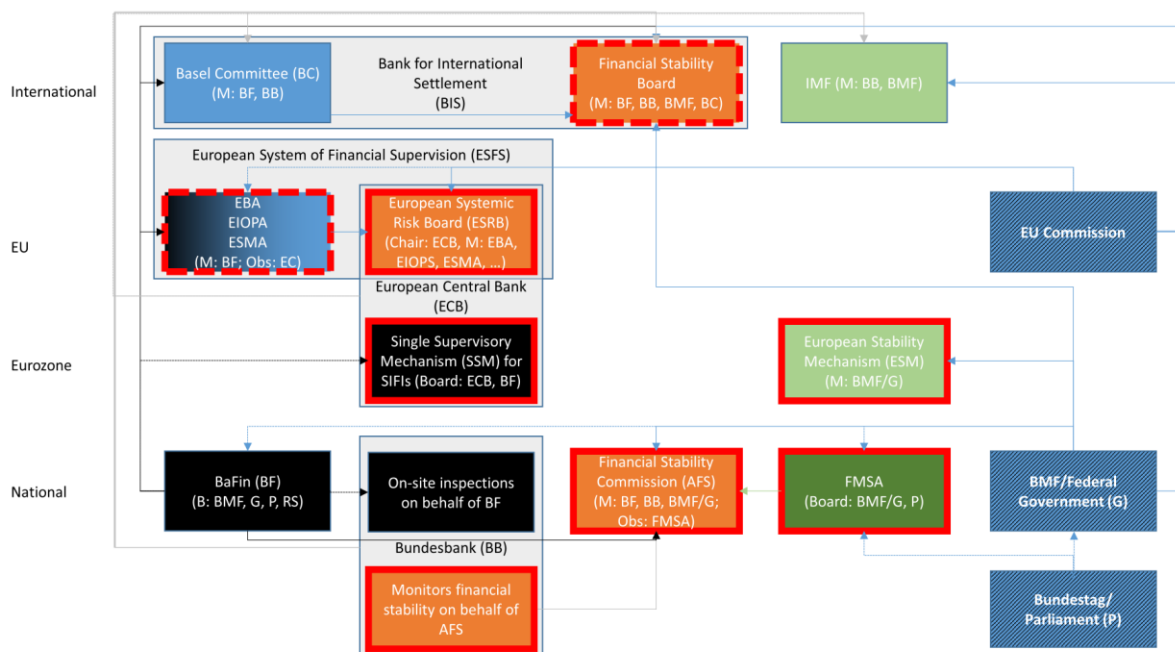 International
Basel Committee (BC)
(M: BF, BB)
Bank for International
Settlement
(BIS)
Financial Stability
Board
(M: BF, BB, BMF, BC)
IMF (M: BB, BMF)
EU
European System of Financial Supervision (ESFS)
EBA
EIOPA
ESMA
(M: BF; Obs: EC)
European Systemic
Risk Board (ESRB)
(Chair: ECB, M: EBA,
EIOPS, ESMA, ...)
EU Commission
European Central Bank
(ECB)
Eurozone
Single Supervisory
Mechanism (SSM) for
SIFIs (Board: ECB, BF)
European Stability
Mechanism (ESM)
(M: BMF/G)
National
BaFin (BF)
(B: BMF, G, P, RS)
On-site inspections
on behalf of BF
Financial Stability
Commission (AFS)
(M: BF, BB, BMF/G;
Obs: FMSA)
FMSA
(Board: BMF/G, P)
BMF/Federal
Government (G)
Bundesbank (BB)
Monitors financial
stability on behalf of
AFS
Bundestag/
Parliament (P)